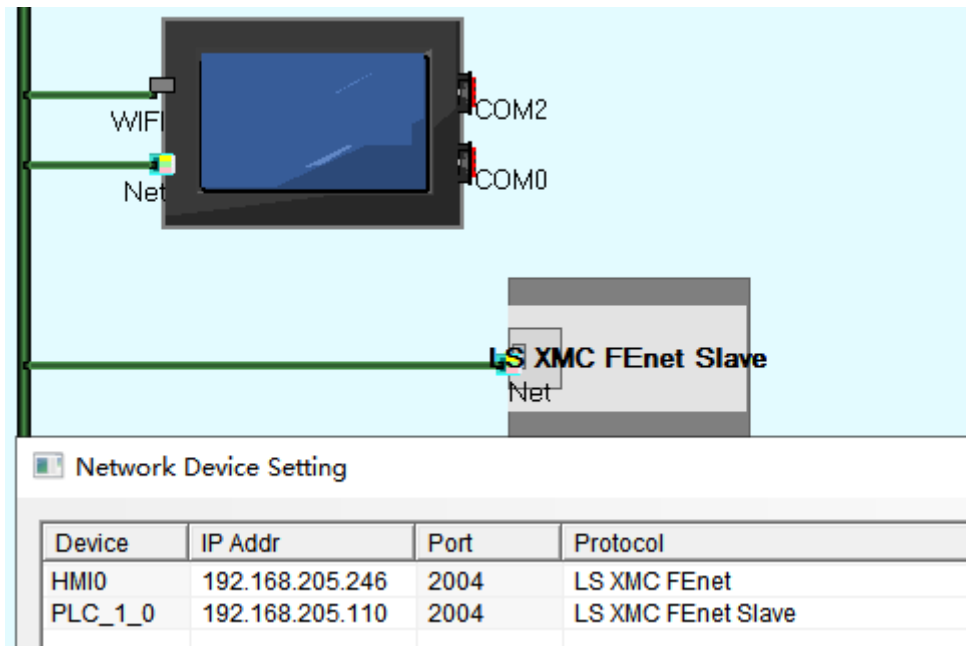 WIFI
COM2
Net
COM0
LS XMC FEnet Slave
Net
Network Device Setting
Device IP Addr Port Protocol
HMI0 192.168.205.246 2004 LS XMC FEnet
PLC_1_0 192.168.205.110 2004 LS XMC FEnet Slave